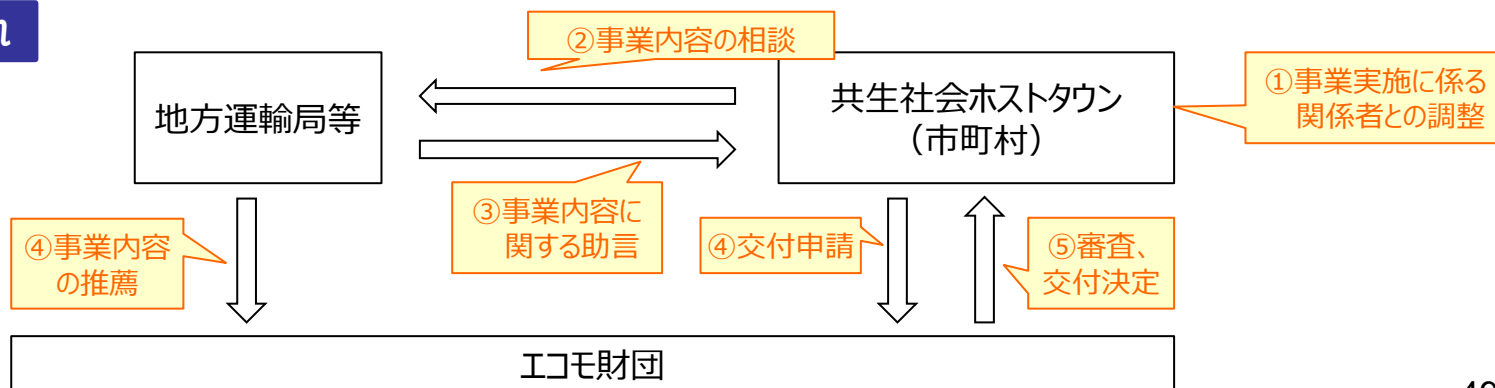 ②事業内容の相談
地方運輸局等
共生社会ホストタウン
（市町村）
①事業実施に係る
関係者との調整
③事業内容に
関する助言
④事業内容
の推薦
④交付申請
⑤審査、
交付決定
エコモ財団